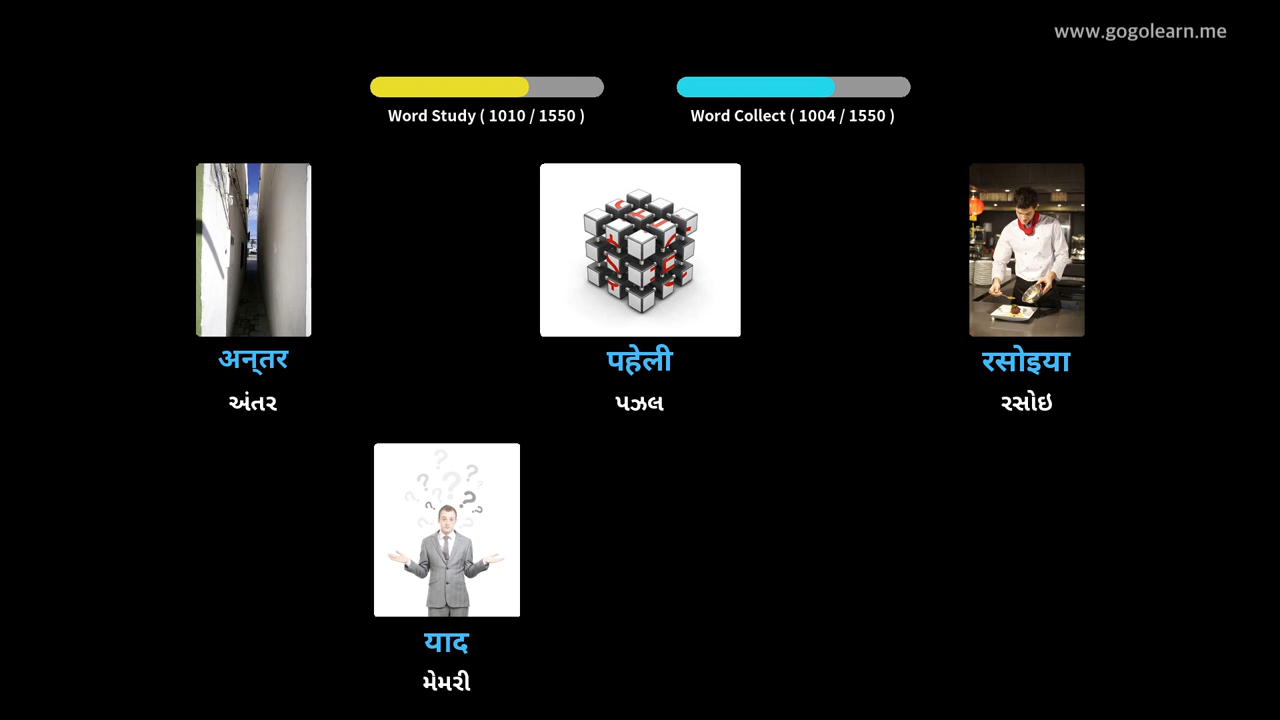 www.gogolearn.me
Word Study ( 1010 / 1550 )
Word Collect ( 1004 / 1550 )
अन्‌तर
पहेली
रसोइया
અંતર
પઝલ
રસોઇ
याद
મેમરી